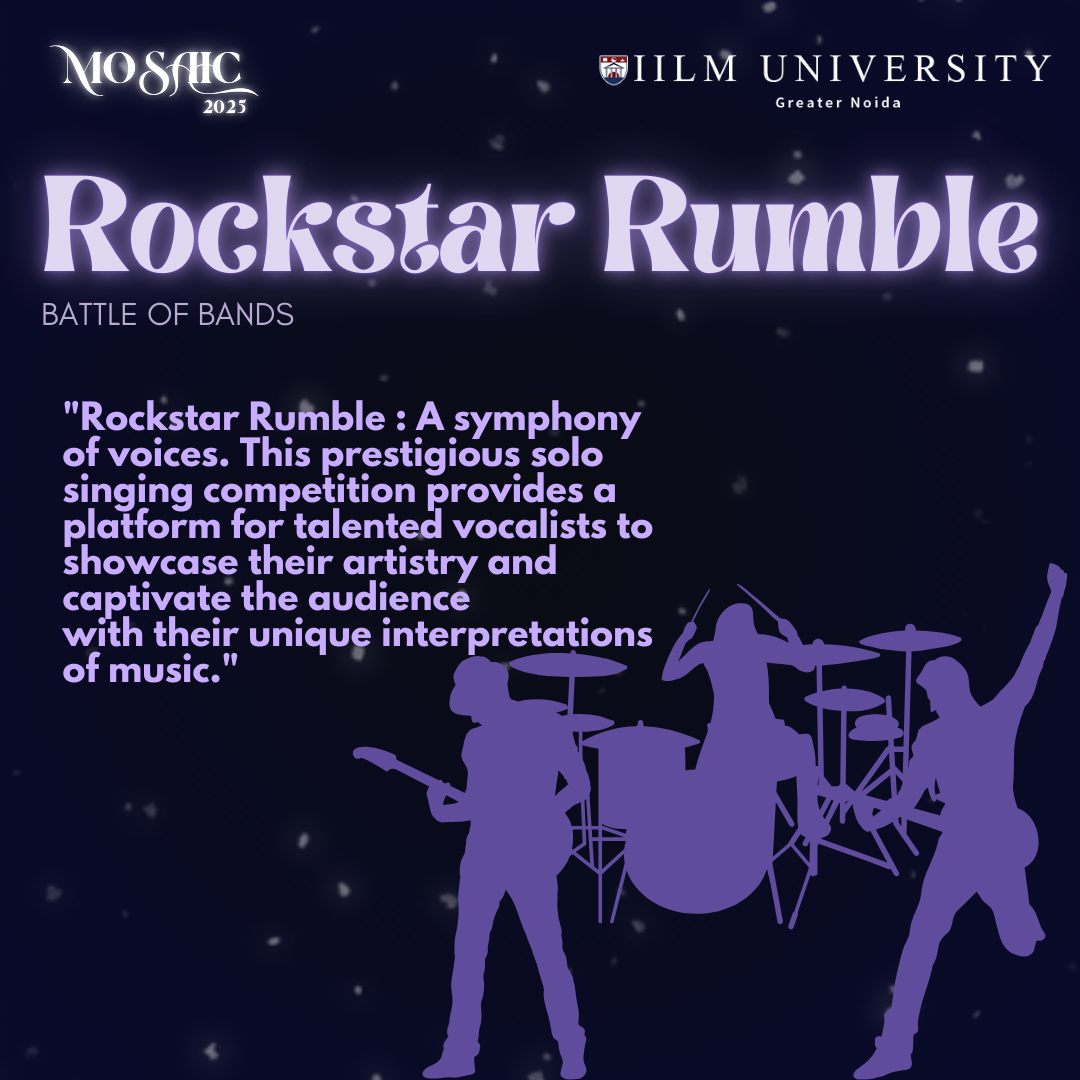 MOSAIC
2025
IILM UNIVERSITY
Greater Noida
Rockstar Rumble
BATTLE OF BANDS
"Rockstar Rumble : A symphony
of voices. This prestigious solo
singing competition provides a
platform for talented vocalists to
showcase their artistry and
captivate the audience
with their unique interpretations
of music."